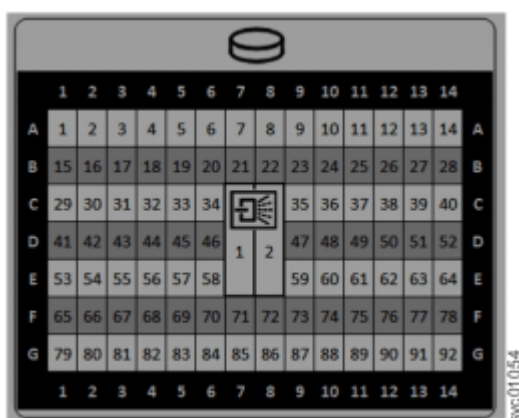 1 2 3 4 5 6 7 8 9 10 11 12 13 14
A 1 2 3 4 5 6 7 8 9 10 11 12 13 14 A
B 15 16 17 18 19 20 21 22 23 24 25 26 27 28 B
C 29 30 31 32 33 34 35 36 37 38 39 40 C
D 41 42 43 44 45 46 1 2 47 48 49 50 51 52 D
E 53 54 55 56 57 58 59 60 61 62 63 64 E
F 65 66 67 68 69 70 71 72 73 74 75 76 77 78 F
G 79 80 81 82 83 84 85 86 87 88 89 90 91 92 G
1 2 3 4 5 6 7 8 9 10 11 12 13 14